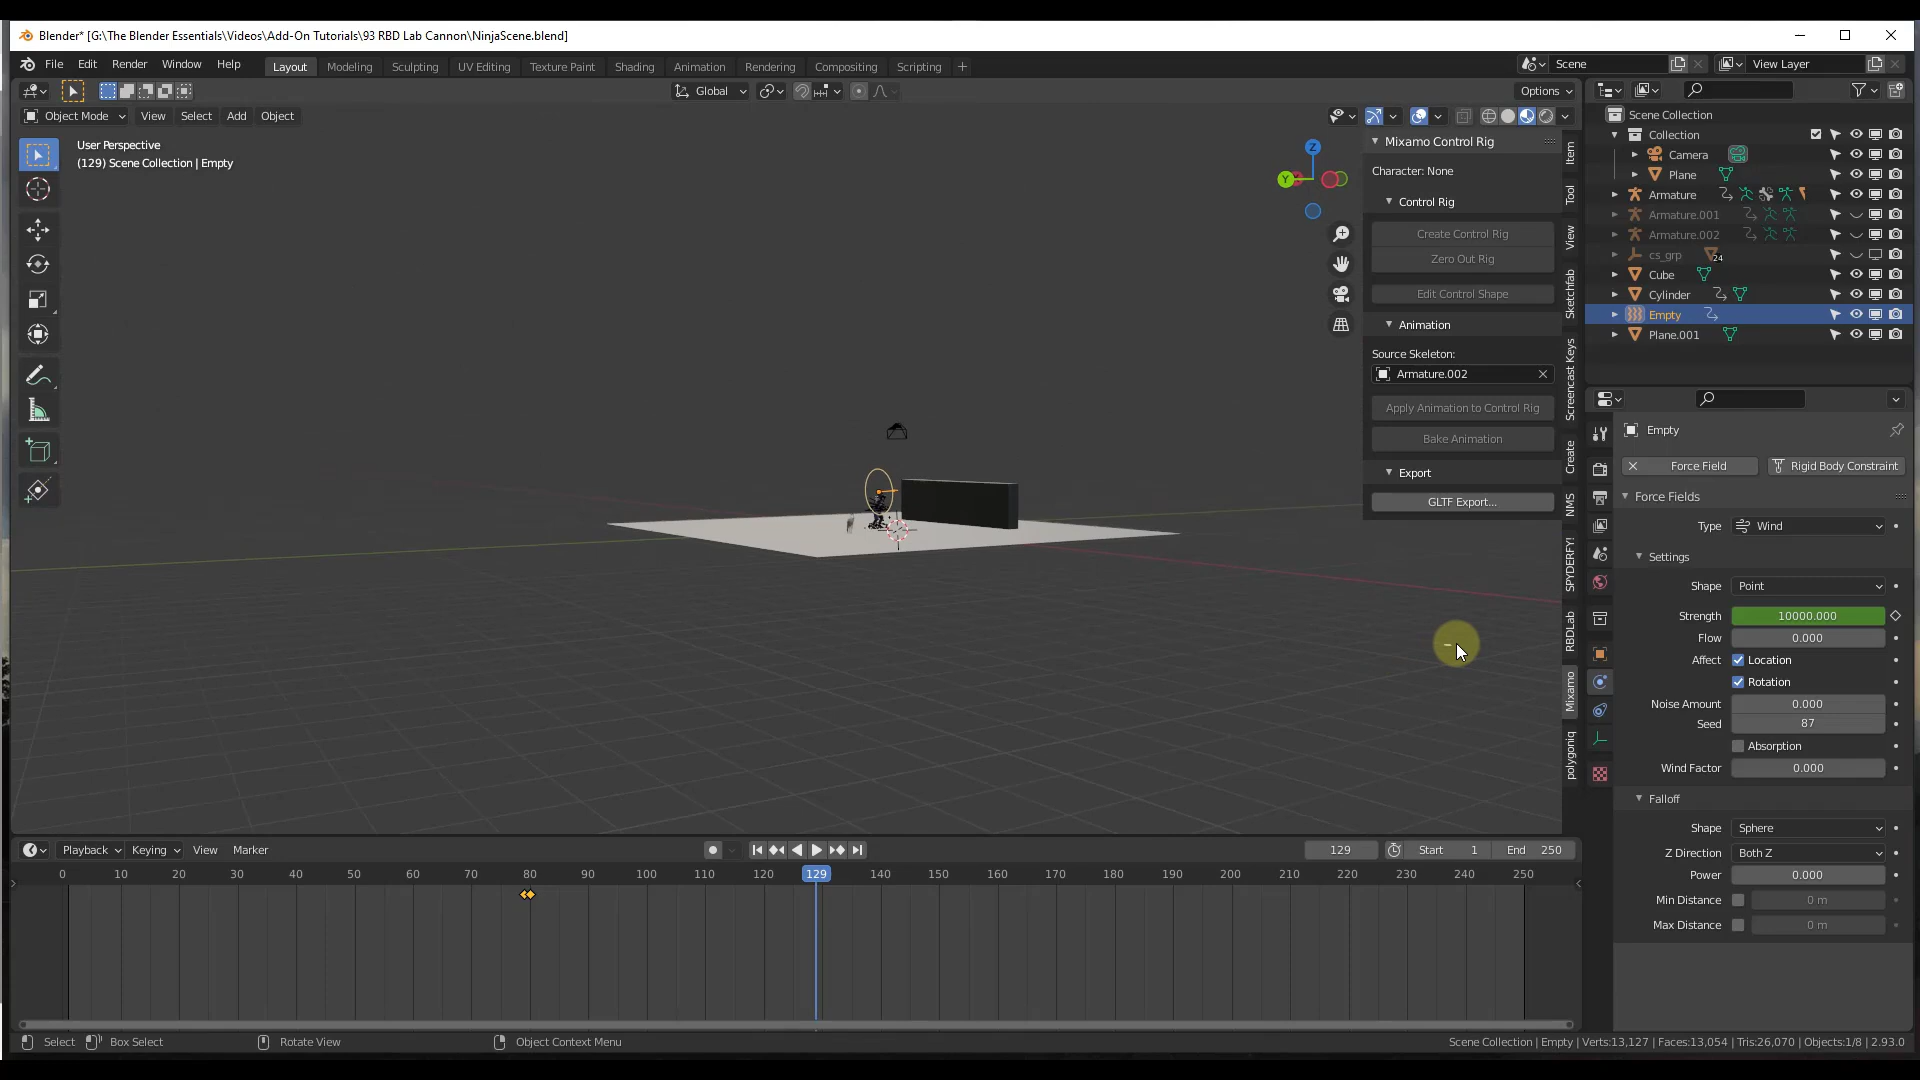 Blender* [G:\The Blender Essentials\Videos\Add-On Tutorials\93 RBD Lab Cannon\NinjaScene.blend]
File Edit Render Window Help Layout Modeling Sculpting UV Editing Texture Paint Shading Animation Rendering Compositing Scripting + Scene View Layer
Global Options
Object Mode View Select Add Object
User Perspective
(129) Scene Collection | Empty
Z
Y
Mixamo Control Rig
Character: None
Control Rig
Create Control Rig
Zero Out Rig
Edit Control Shape
Animation
Source Skeleton:
Armature.002
Apply Animation to Control Rig
Bake Animation
Export
GLTF Export...
Item
Tool
View
Sketchfab
Screencast Keys
Create
NMS
SPYDERFY!
RBDLab
Mixamo
polygoniq
Scene Collection
Collection
Camera
Plane
Armature
Armature.001
Armature.002
cs_grp 24
Cube
Cylinder
Empty
Plane.001
Empty
Force Field Rigid Body Constraint
Force Fields
Type Wind
Settings
Shape Point
Strength 10000.000
Flow 0.000
Affect Location
Rotation
Noise Amount 0.000
Seed 87
Absorption
Wind Factor 0.000
Falloff
Shape Sphere
Z Direction Both Z
Power 0.000
Min Distance 0 m
Max Distance 0 m
Playback Keying View Marker 129 Start 1 End 250
0 10 20 30 40 50 60 70 80 90 100 110 120 129 140 150 160 170 180 190 200 210 220 230 240 250
Select Box Select Rotate View Object Context Menu Scene Collection | Empty | Verts:13,127 | Faces:13,054 | Tris:26,070 | Objects:1/8 | 2.93.0